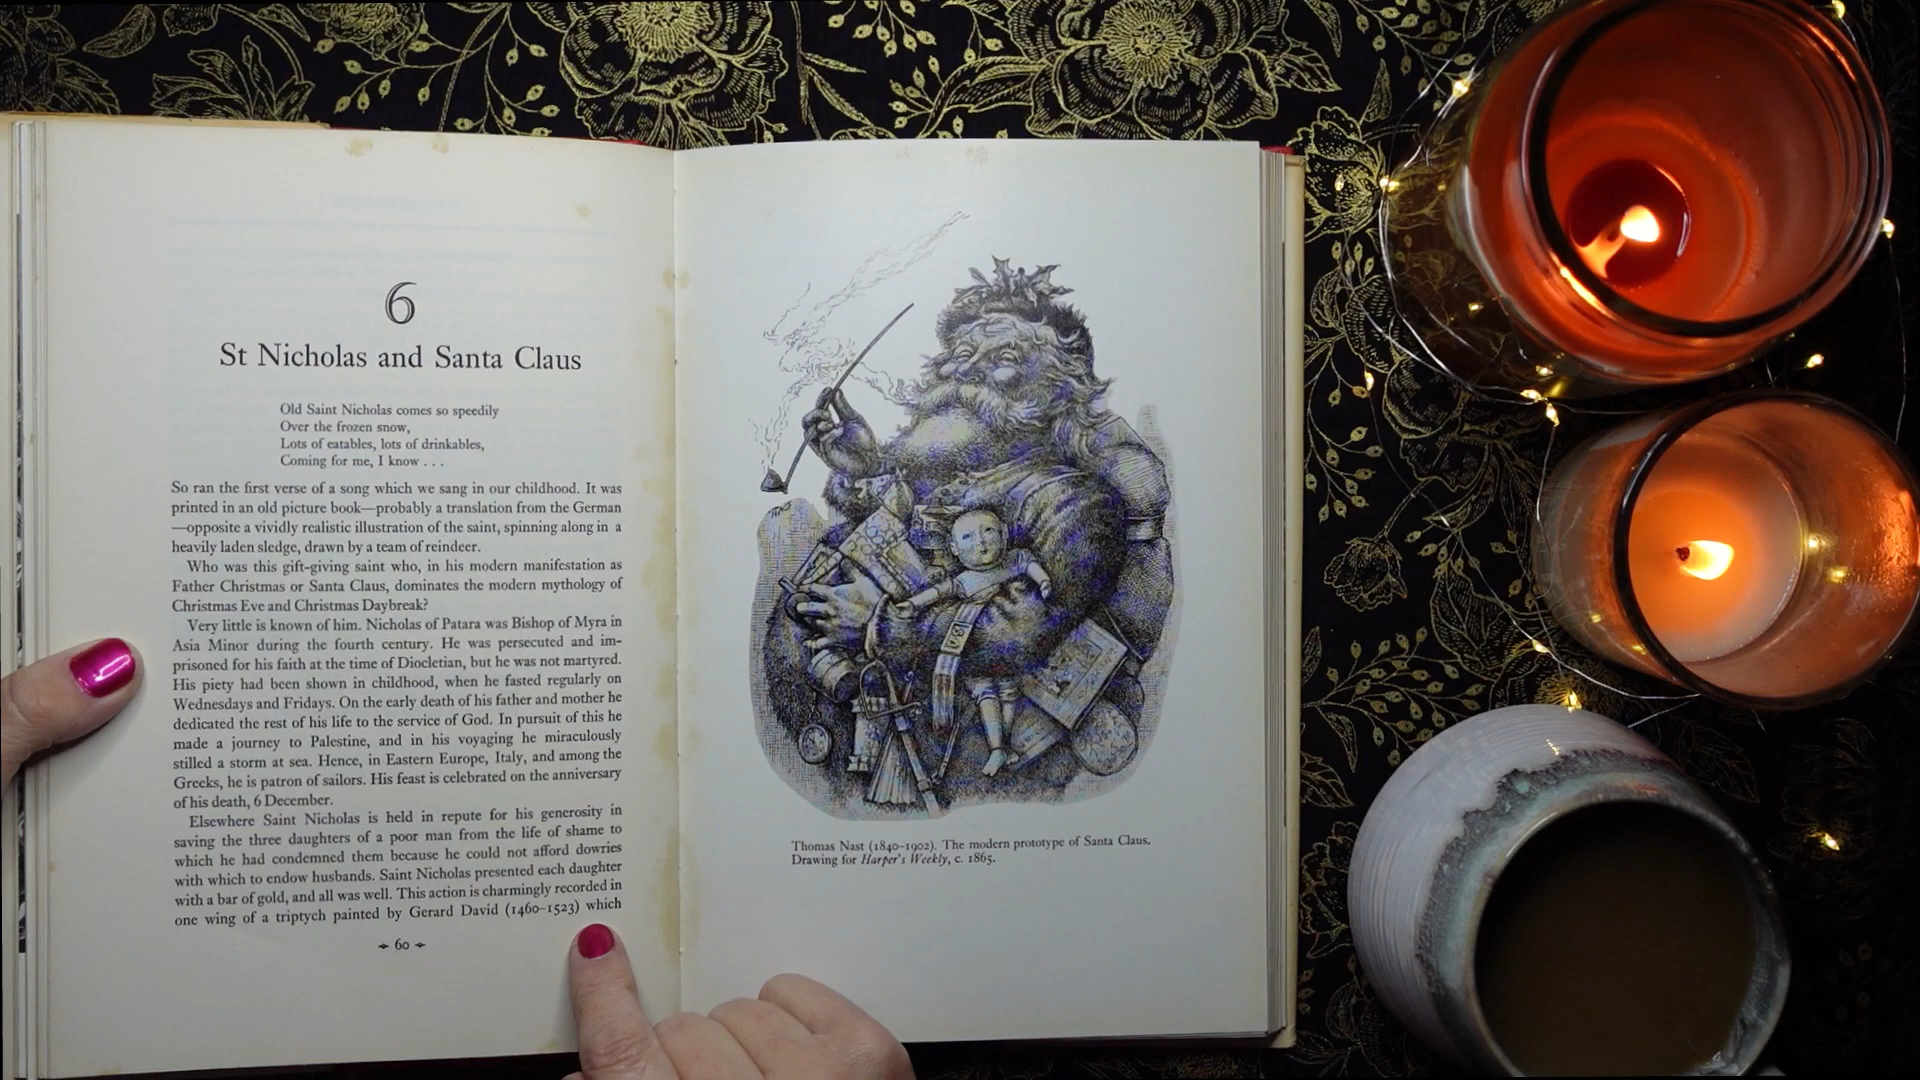 6
St Nicholas and Santa Claus
Old Saint Nicholas comes so speedily
Over the frozen snow,
Lots of eatables, lots of drinkables,
Coming for me, I know . . .
So ran the first verse of a song which we sang in our childhood. It was
printed in an old picture book—probably a translation from the German
—opposite a vividly realistic illustration of the saint, spinning along in a
heavily laden sledge, drawn by a team of reindeer.
Who was this gift-giving saint who, in his modern manifestation as
Father Christmas or Santa Claus, dominates the modern mythology of
Christmas Eve and Christmas Daybreak?
Very little is known of him. Nicholas of Patara was Bishop of Myra in
Asia Minor during the fourth century. He was persecuted and im-
prisoned for his faith at the time of Diocletian, but he was not martyred.
His piety had been shown in childhood, when he fasted regularly on
Wednesdays and Fridays. On the early death of his father and mother he
dedicated the rest of his life to the service of God. In pursuit of this he
made a journey to Palestine, and in his voyaging he miraculously
stilled a storm at sea. Hence, in Eastern Europe, Italy, and among the
Greeks, he is patron of sailors. His feast is celebrated on the anniversary
of his death, 6 December.
Elsewhere Saint Nicholas is held in repute for his generosity in
saving the three daughters of a poor man from the life of shame to
which he had condemned them because he could not afford dowries
with which to endow husbands. Saint Nicholas presented each daughter
with a bar of gold, and all was well. This action is charmingly recorded in
one wing of a triptych painted by Gerard David (1460–1523) which
60
Thomas Nast (1840–1902). The modern prototype of Santa Claus.
Drawing for Harper's Weekly, c. 1865.